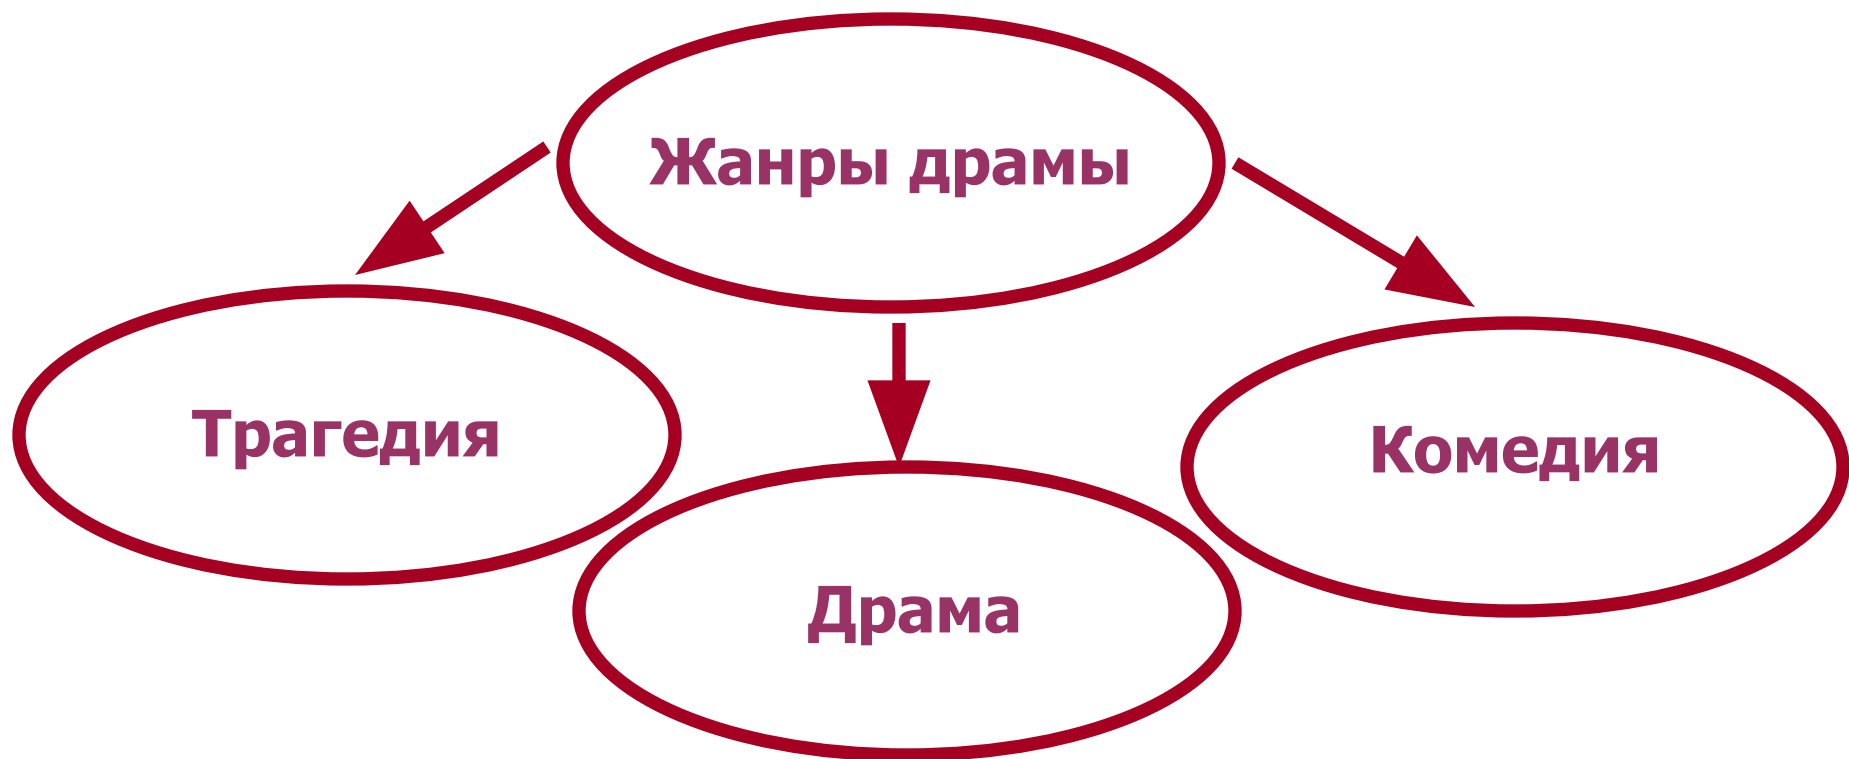 Жанры драмы
Трагедия
Комедия
Драма